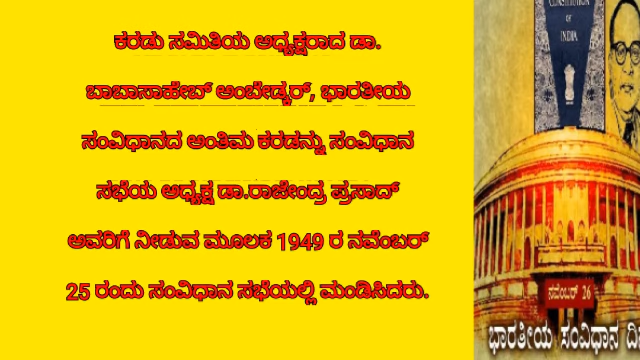 ಕರಡು ಸಮಿತಿಯ ಅಧ್ಯಕ್ಷರಾದ ಡಾ.
ಬಾಬಾಸಾಹೇಬ್ ಅಂಬೇಡ್ಕರ್, ಭಾರತೀಯ
ಸಂವಿಧಾನದ ಅಂತಿಮ ಕರಡನ್ನು ಸಂವಿಧಾನ
ಸಭೆಯ ಅಧ್ಯಕ್ಷ ಡಾ.ರಾಜೇಂದ್ರ ಪ್ರಸಾದ್
ಅವರಿಗೆ ನೀಡುವ ಮೂಲಕ 1949 ರ ನವೆಂಬರ್
25 ರಂದು ಸಂವಿಧಾನ ಸಭೆಯಲ್ಲಿ ಮಂಡಿಸಿದರು.
CONSTITUTION
OF
INDIA
ನವೆಂಬರ್ 26
ಭಾರತೀಯ ಸಂವಿಧಾನ ದಿ